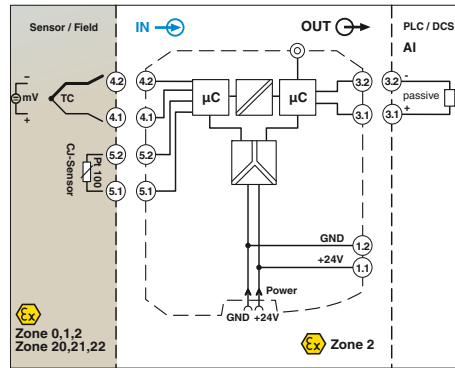 Sensor / Field
IN
OUT
PLC / DCS
AI
4.2
4.2
3.2
3.2
-
-
mV
TC
µC
µC
passive
+
4.1
4.1
3.1
3.1
+
5.2
5.2
CJ-Sensor
Pt 100
5.1
5.1
GND
1.2
+24V
1.1
Power
GND +24V
Ex
Zone 0,1,2
Zone 20,21,22
Ex
Zone 2